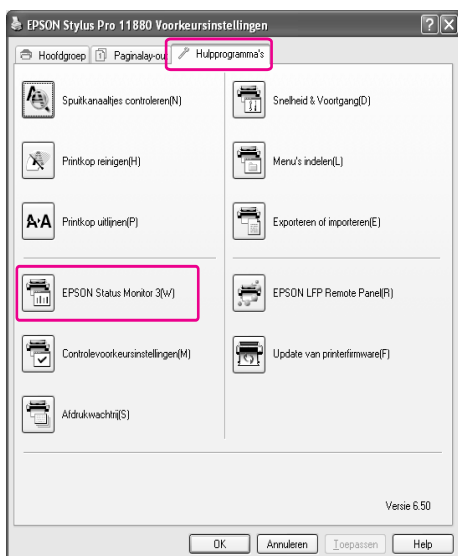 EPSON Stylus Pro 11880 Voorkeursinstellingen
Hoofdgroep Paginalay-ou Hulpprogramma's
Spuitkanaaltjes controleren(N) Snelheid & Voortgang(D)
Printkop reinigen(H) Menu's indelen(L)
Printkop uitlijnen(P) Exporteren of importeren(E)
EPSON Status Monitor 3(W) EPSON LFP Remote Panel(R)
Controlevoorkeursinstellingen(M) Update van printerfirmware(F)
Afdrukwachtrij(S)
Versie 6.50
OK Annuleren Toepassen Help